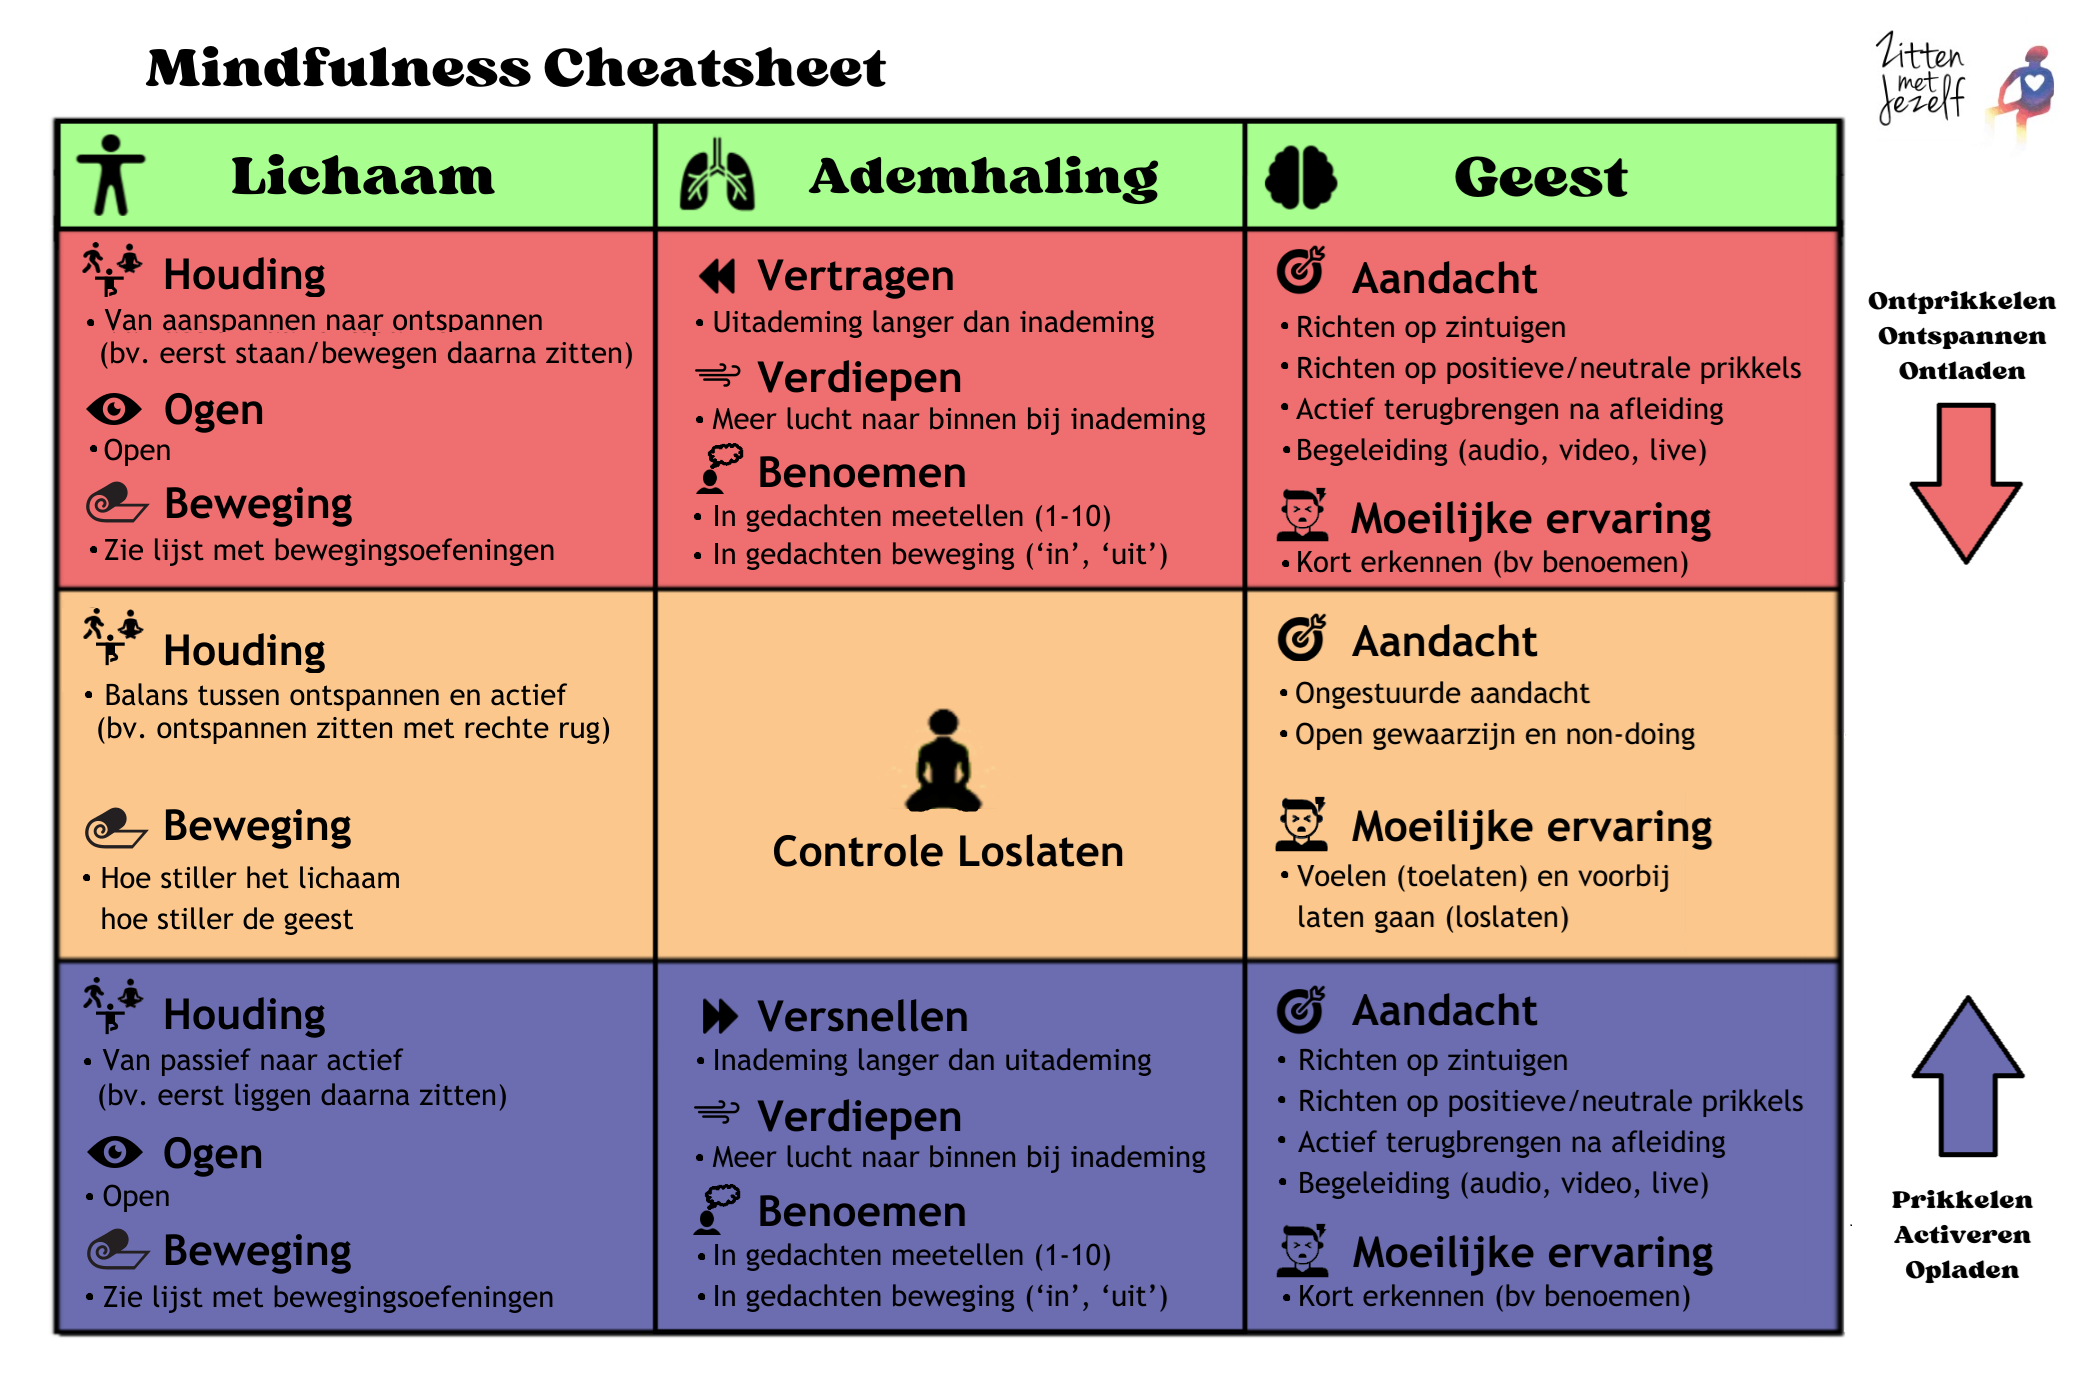 Mindfulness Cheatsheet
Zitten
met
Jezelf
Lichaam
Ademhaling
Geest
Houding
• Van aanspannen naar ontspannen
(bv. eerst staan/bewegen daarna zitten)
Ogen
• Open
Beweging
• Zie lijst met bewegingsoefeningen
Vertragen
• Uitademing langer dan inademing
Verdiepen
• Meer lucht naar binnen bij inademing
Benoemen
• In gedachten meetellen (1-10)
• In gedachten beweging (‘in’, ‘uit’)
Aandacht
• Richten op zintuigen
• Richten op positieve/neutrale prikkels
• Actief terugbrengen na afleiding
• Begeleiding (audio, video, live)
Moeilijke ervaring
• Kort erkennen (bv benoemen)
Ontprikkelen
Ontspannen
Ontladen
Houding
• Balans tussen ontspannen en actief
(bv. ontspannen zitten met rechte rug)
Beweging
• Hoe stiller het lichaam
hoe stiller de geest
Controle Loslaten
Aandacht
• Ongestuurde aandacht
• Open gewaarzijn en non-doing
Moeilijke ervaring
• Voelen (toelaten) en voorbij
laten gaan (loslaten)
Houding
• Van passief naar actief
(bv. eerst liggen daarna zitten)
Ogen
• Open
Beweging
• Zie lijst met bewegingsoefeningen
Versnellen
• Inademing langer dan uitademing
Verdiepen
• Meer lucht naar binnen bij inademing
Benoemen
• In gedachten meetellen (1-10)
• In gedachten beweging (‘in’, ‘uit’)
Aandacht
• Richten op zintuigen
• Richten op positieve/neutrale prikkels
• Actief terugbrengen na afleiding
• Begeleiding (audio, video, live)
Moeilijke ervaring
• Kort erkennen (bv benoemen)
Prikkelen
Activeren
Opladen